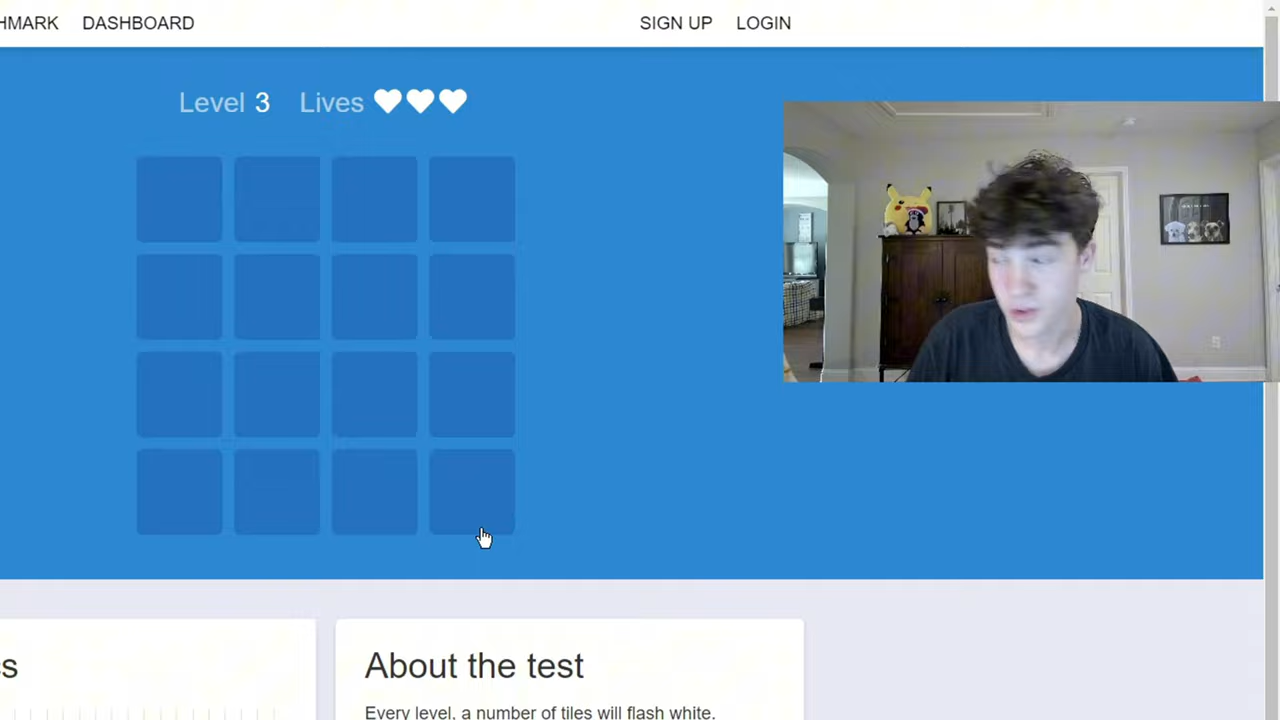 HMARK DASHBOARD SIGN UP LOGIN
Level 3 Lives
s
About the test
Every level, a number of tiles will flash white.